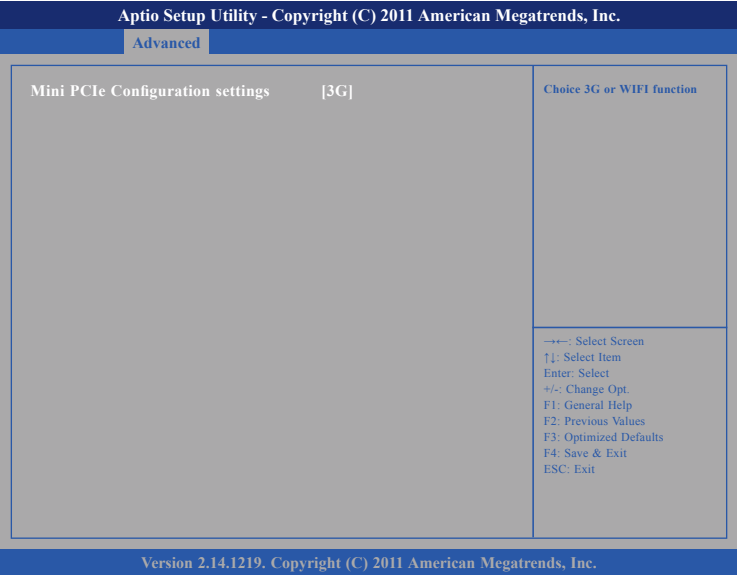 Aptio Setup Utility - Copyright (C) 2011 American Megatrends, Inc.
Advanced
Mini PCIe Configuration settings [3G]
Choice 3G or WIFI function
→←: Select Screen
↑↓: Select Item
Enter: Select
+/-: Change Opt.
F1: General Help
F2: Previous Values
F3: Optimized Defaults
F4: Save & Exit
ESC: Exit
Version 2.14.1219. Copyright (C) 2011 American Megatrends, Inc.